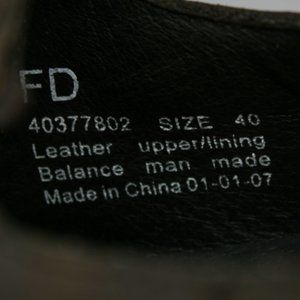 FD
40377802 SIZE 40
Leather upper/lining
Balance man made
Made in China 01-01-07